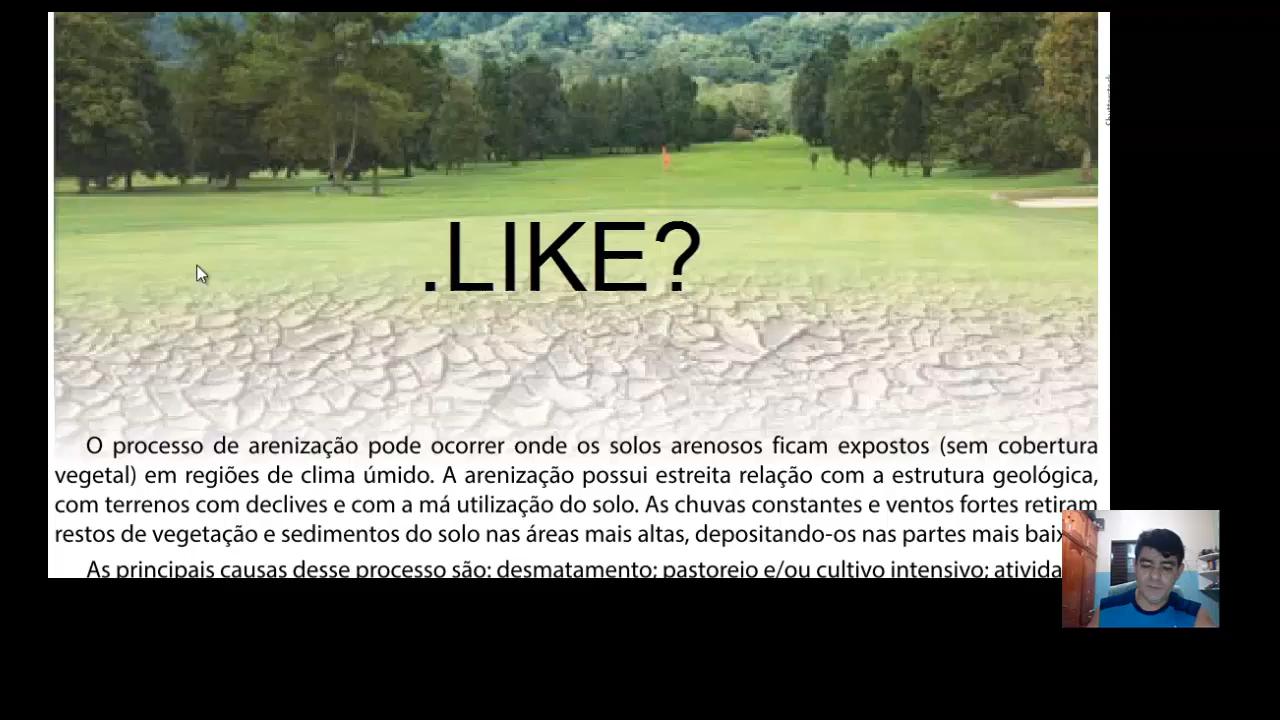 .LIKE?
O processo de arenização pode ocorrer onde os solos arenosos ficam expostos (sem cobertura
vegetal) em regiões de clima úmido. A arenização possui estreita relação com a estrutura geológica,
com terrenos com declives e com a má utilização do solo. As chuvas constantes e ventos fortes retiram
restos de vegetação e sedimentos do solo nas áreas mais altas, depositando-os nas partes mais baix
As principais causas desse processo são: desmatamento; pastoreio e/ou cultivo intensivo; ativida